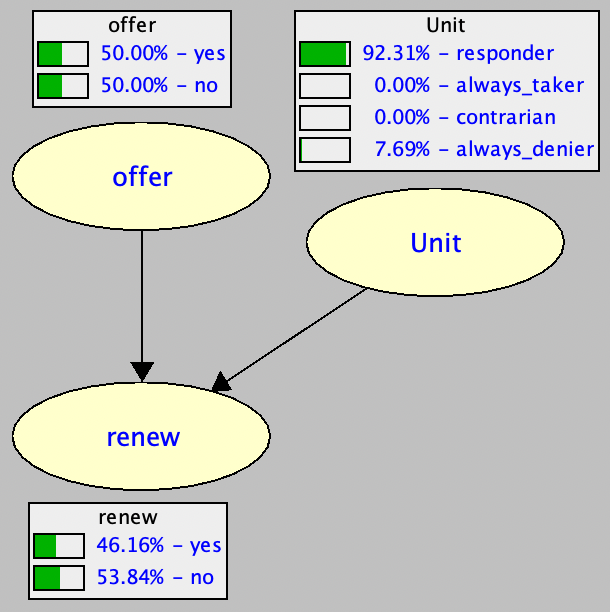 offer
50.00% – yes
50.00% – no
Unit
92.31% – responder
0.00% – always_taker
0.00% – contrarian
7.69% – always_denier
offer
Unit
renew
renew
46.16% – yes
53.84% – no